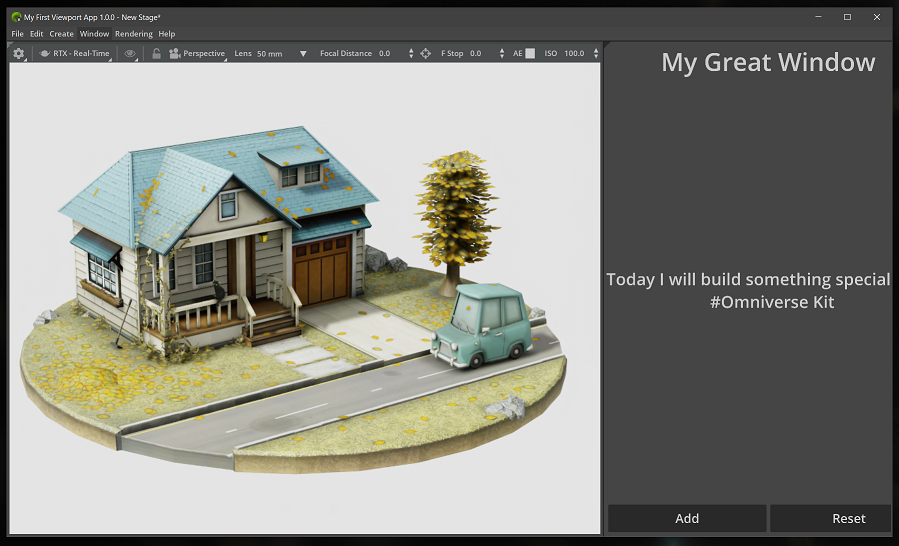 My First Viewport App 1.0.0 - New Stage*
File Edit Create Window Rendering Help
RTX - Real-Time Perspective Lens 50 mm Focal Distance 0.0 F Stop 0.0 AE ISO 100.0
My Great Window
Today I will build something special
#Omniverse Kit
Add Reset